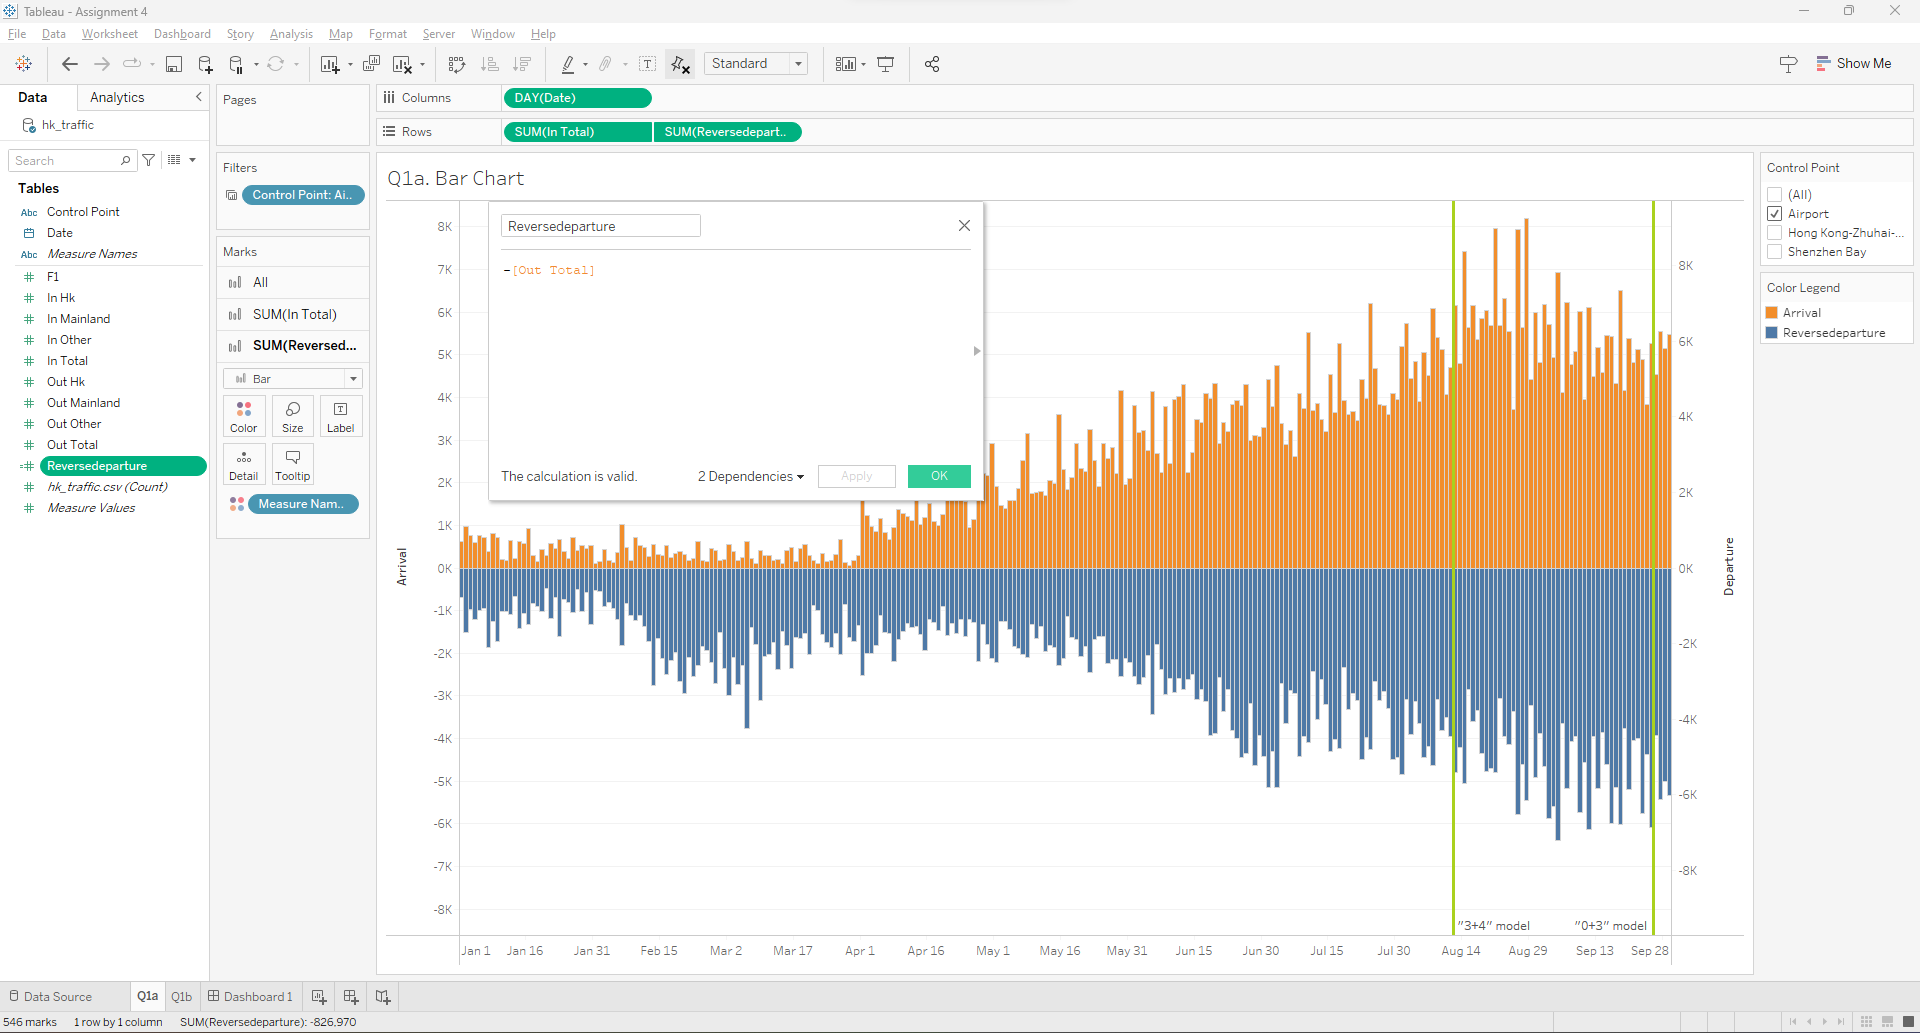 Tableau - Assignment 4
File Data Worksheet Dashboard Story Analysis Map Format Server Window Help
Standard
Show Me
Data Analytics
hk_traffic
Search
Tables
Abc Control Point
Date
Abc Measure Names
F1
In Hk
In Mainland
In Other
In Total
Out Hk
Out Mainland
Out Other
Out Total
Reversedeparture
hk_traffic.csv (Count)
Measure Values
Pages
Filters
Control Point: Ai..
Marks
All
SUM(In Total)
SUM(Reversed...
Bar
Color Size Label
Detail Tooltip
Measure Nam..
Columns DAY(Date)
Rows SUM(In Total) SUM(Reversedepart..
Q1a. Bar Chart
Reversedeparture
-[Out Total]
The calculation is valid. 2 Dependencies Apply OK
8K
7K
6K
5K
4K
3K
2K
1K
0K
-1K
-2K
-3K
-4K
-5K
-6K
-7K
-8K
Arrival
8K
6K
4K
2K
0K
-2K
-4K
-6K
-8K
Departure
"3+4" model "0+3" model
Jan 1 Jan 16 Jan 31 Feb 15 Mar 2 Mar 17 Apr 1 Apr 16 May 1 May 16 May 31 Jun 15 Jun 30 Jul 15 Jul 30 Aug 14 Aug 29 Sep 13 Sep 28
Control Point
(All)
Airport
Hong Kong-Zhuhai-...
Shenzhen Bay
Color Legend
Arrival
Reversedeparture
Data Source Q1a Q1b Dashboard 1
546 marks 1 row by 1 column SUM(Reversedeparture): -826,970